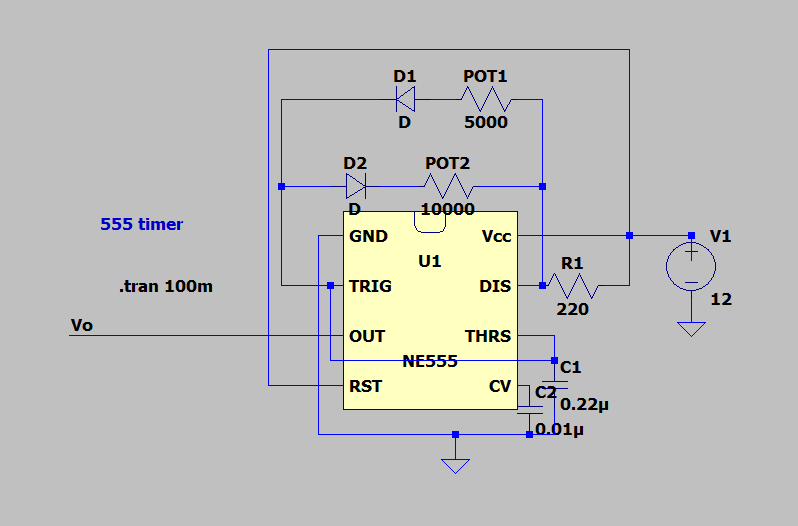 D1
POT1
D
5000
D2
POT2
D
10000
555 timer
GND
Vcc
V1
U1
R1
.tran 100m
TRIG
DIS
12
220
Vo
OUT
THRS
NE555
C1
RST
CV
C2
0.22µ
0.01µ